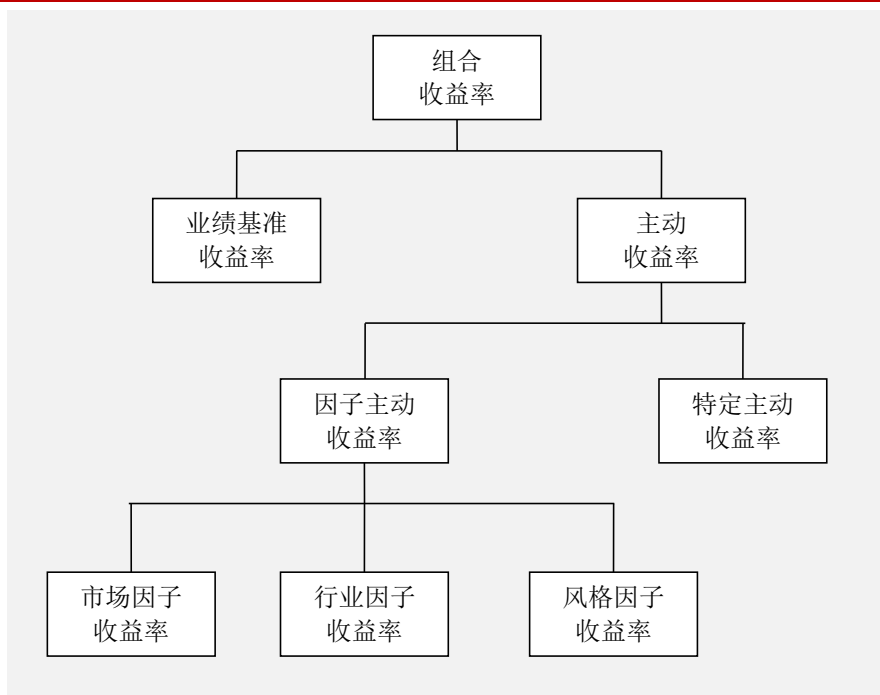 组合
收益率
业绩基准
收益率
主动
收益率
因子主动
收益率
特定主动
收益率
市场因子
收益率
行业因子
收益率
风格因子
收益率